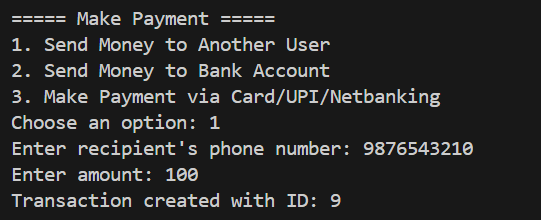 ===== Make Payment =====
1. Send Money to Another User
2. Send Money to Bank Account
3. Make Payment via Card/UPI/Netbanking
Choose an option: 1
Enter recipient's phone number: 9876543210
Enter amount: 100
Transaction created with ID: 9